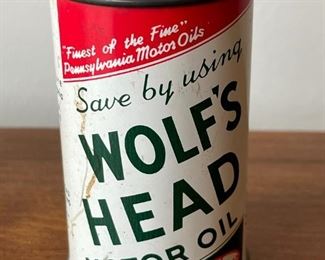 "Finest of the Fine"
Pennsylvania Motor Oils
Save by using
WOLF'S
HEAD
MOTOR OIL